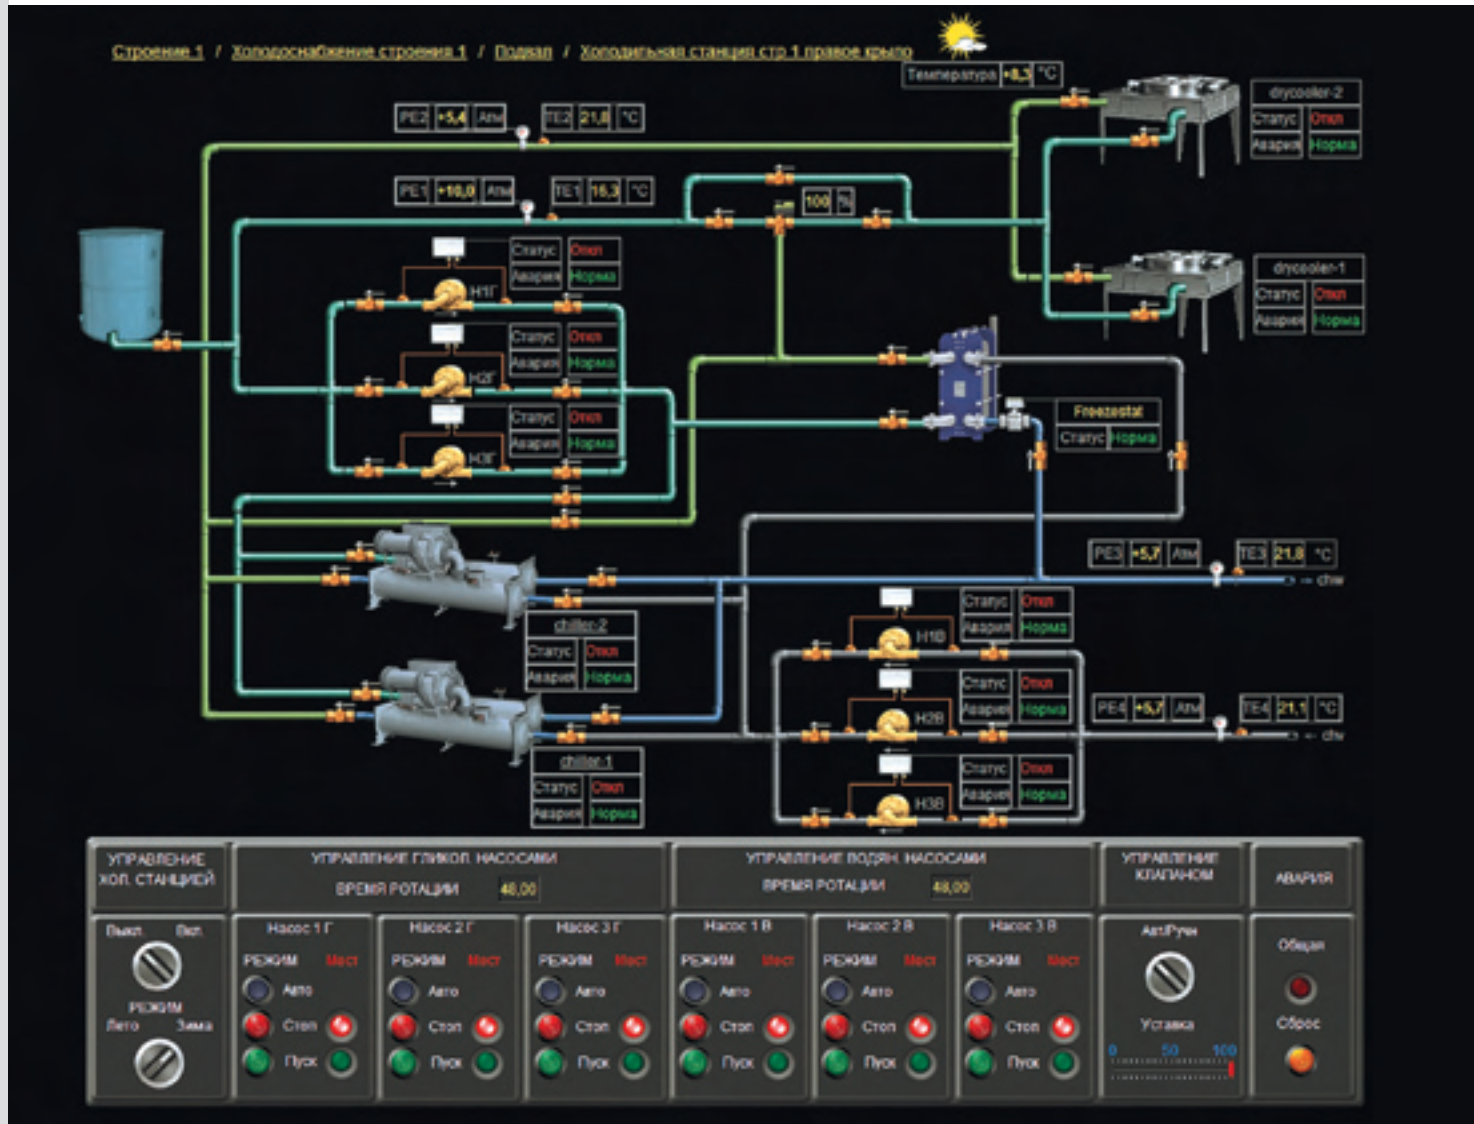 Строение 1 / Холодоснабжение строения 1 / Подвал / Холодильная станция стр 1 правое крыло
Температура +8,3 °C
drycooler-2
Статус Откл
Авария Норма
PE2 +5,4 Атм TE2 21,8 °C
PE1 +10,0 Атм TE1 15,3 °C
100 %
drycooler-1
Статус Откл
Авария Норма
Статус Откл
Авария Норма
Н1Г
Статус Откл
Авария Норма
Н2Г
Статус Откл
Авария Норма
Н3Г
Freezestat
Статус Норма
PE3 +5,7 Атм TE3 21,8 °C
chw
chiller-2
Статус Откл
Авария Норма
Статус Откл
Авария Норма
Н1В
Статус Откл
Авария Норма
Н2В
PE4 +5,7 Атм TE4 21,1 °C
chw
chiller-1
Статус Откл
Авария Норма
Статус Откл
Авария Норма
Н3В
УПРАВЛЕНИЕ
ХОЛ. СТАНЦИЕЙ
УПРАВЛЕНИЕ ГЛИКОЛ. НАСОСАМИ
ВРЕМЯ РОТАЦИИ 48,00
УПРАВЛЕНИЕ ВОДЯН. НАСОСАМИ
ВРЕМЯ РОТАЦИИ 48,00
УПРАВЛЕНИЕ
КЛАПАНОМ
АВАРИЯ
Выкл. Вкл.
РЕЖИМ
Лето Зима
Насос 1 Г
РЕЖИМ Мест
Авто
Стоп
Пуск
Насос 2 Г
РЕЖИМ Мест
Авто
Стоп
Пуск
Насос 3 Г
РЕЖИМ Мест
Авто
Стоп
Пуск
Насос 1 В
РЕЖИМ Мест
Авто
Стоп
Пуск
Насос 2 В
РЕЖИМ Мест
Авто
Стоп
Пуск
Насос 3 В
РЕЖИМ Мест
Авто
Стоп
Пуск
Авт/Ручн
Уставка
0 50 100
Общая
Сброс